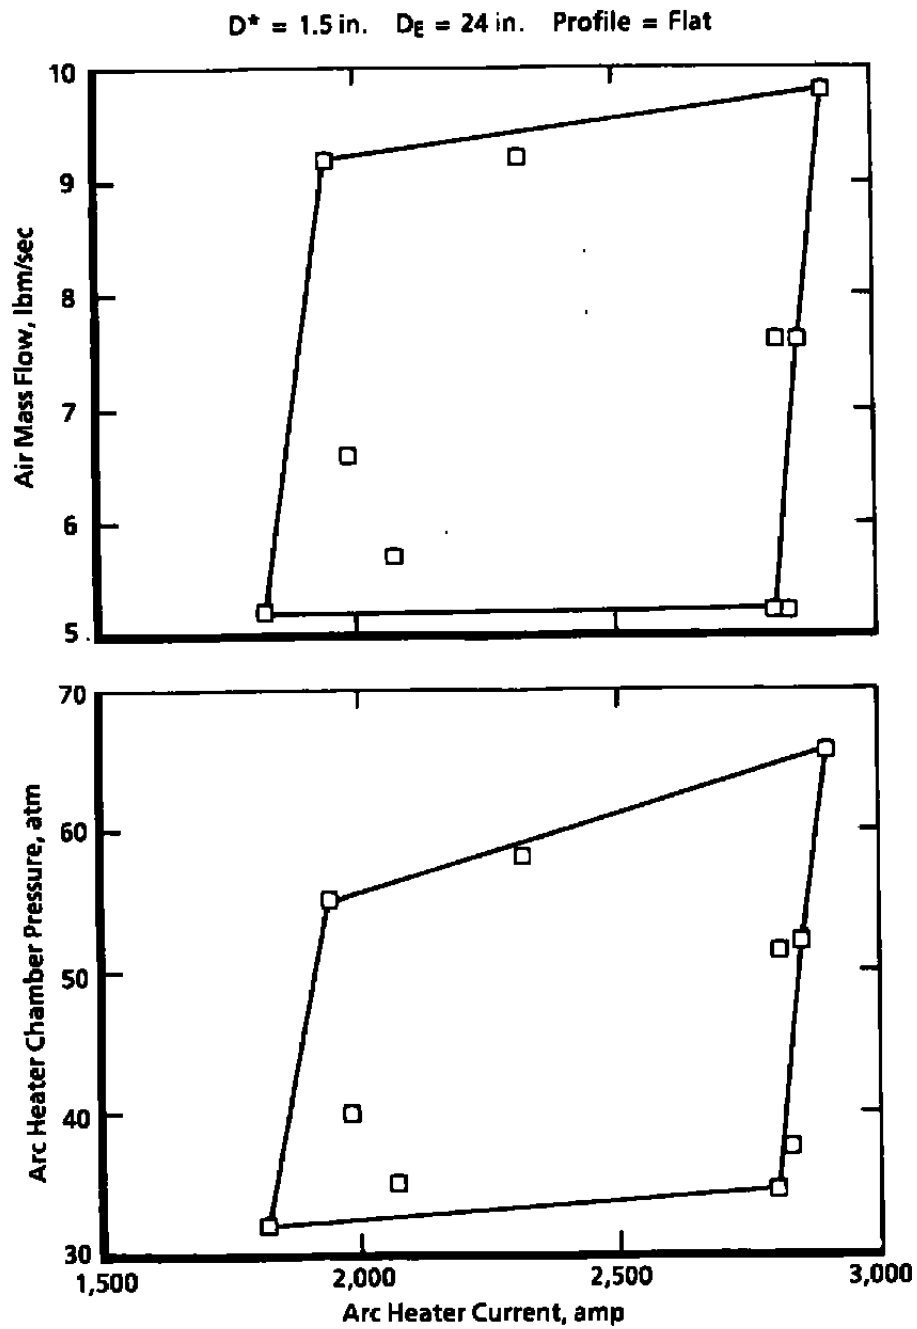 D* = 1.5 in. DE = 24 in. Profile = Flat
10
9
8
7
6
5
Air Mass Flow, lbm/sec
70
60
50
40
30
Arc Heater Chamber Pressure, atm
1,500 2,000 2,500 3,000
Arc Heater Current, amp